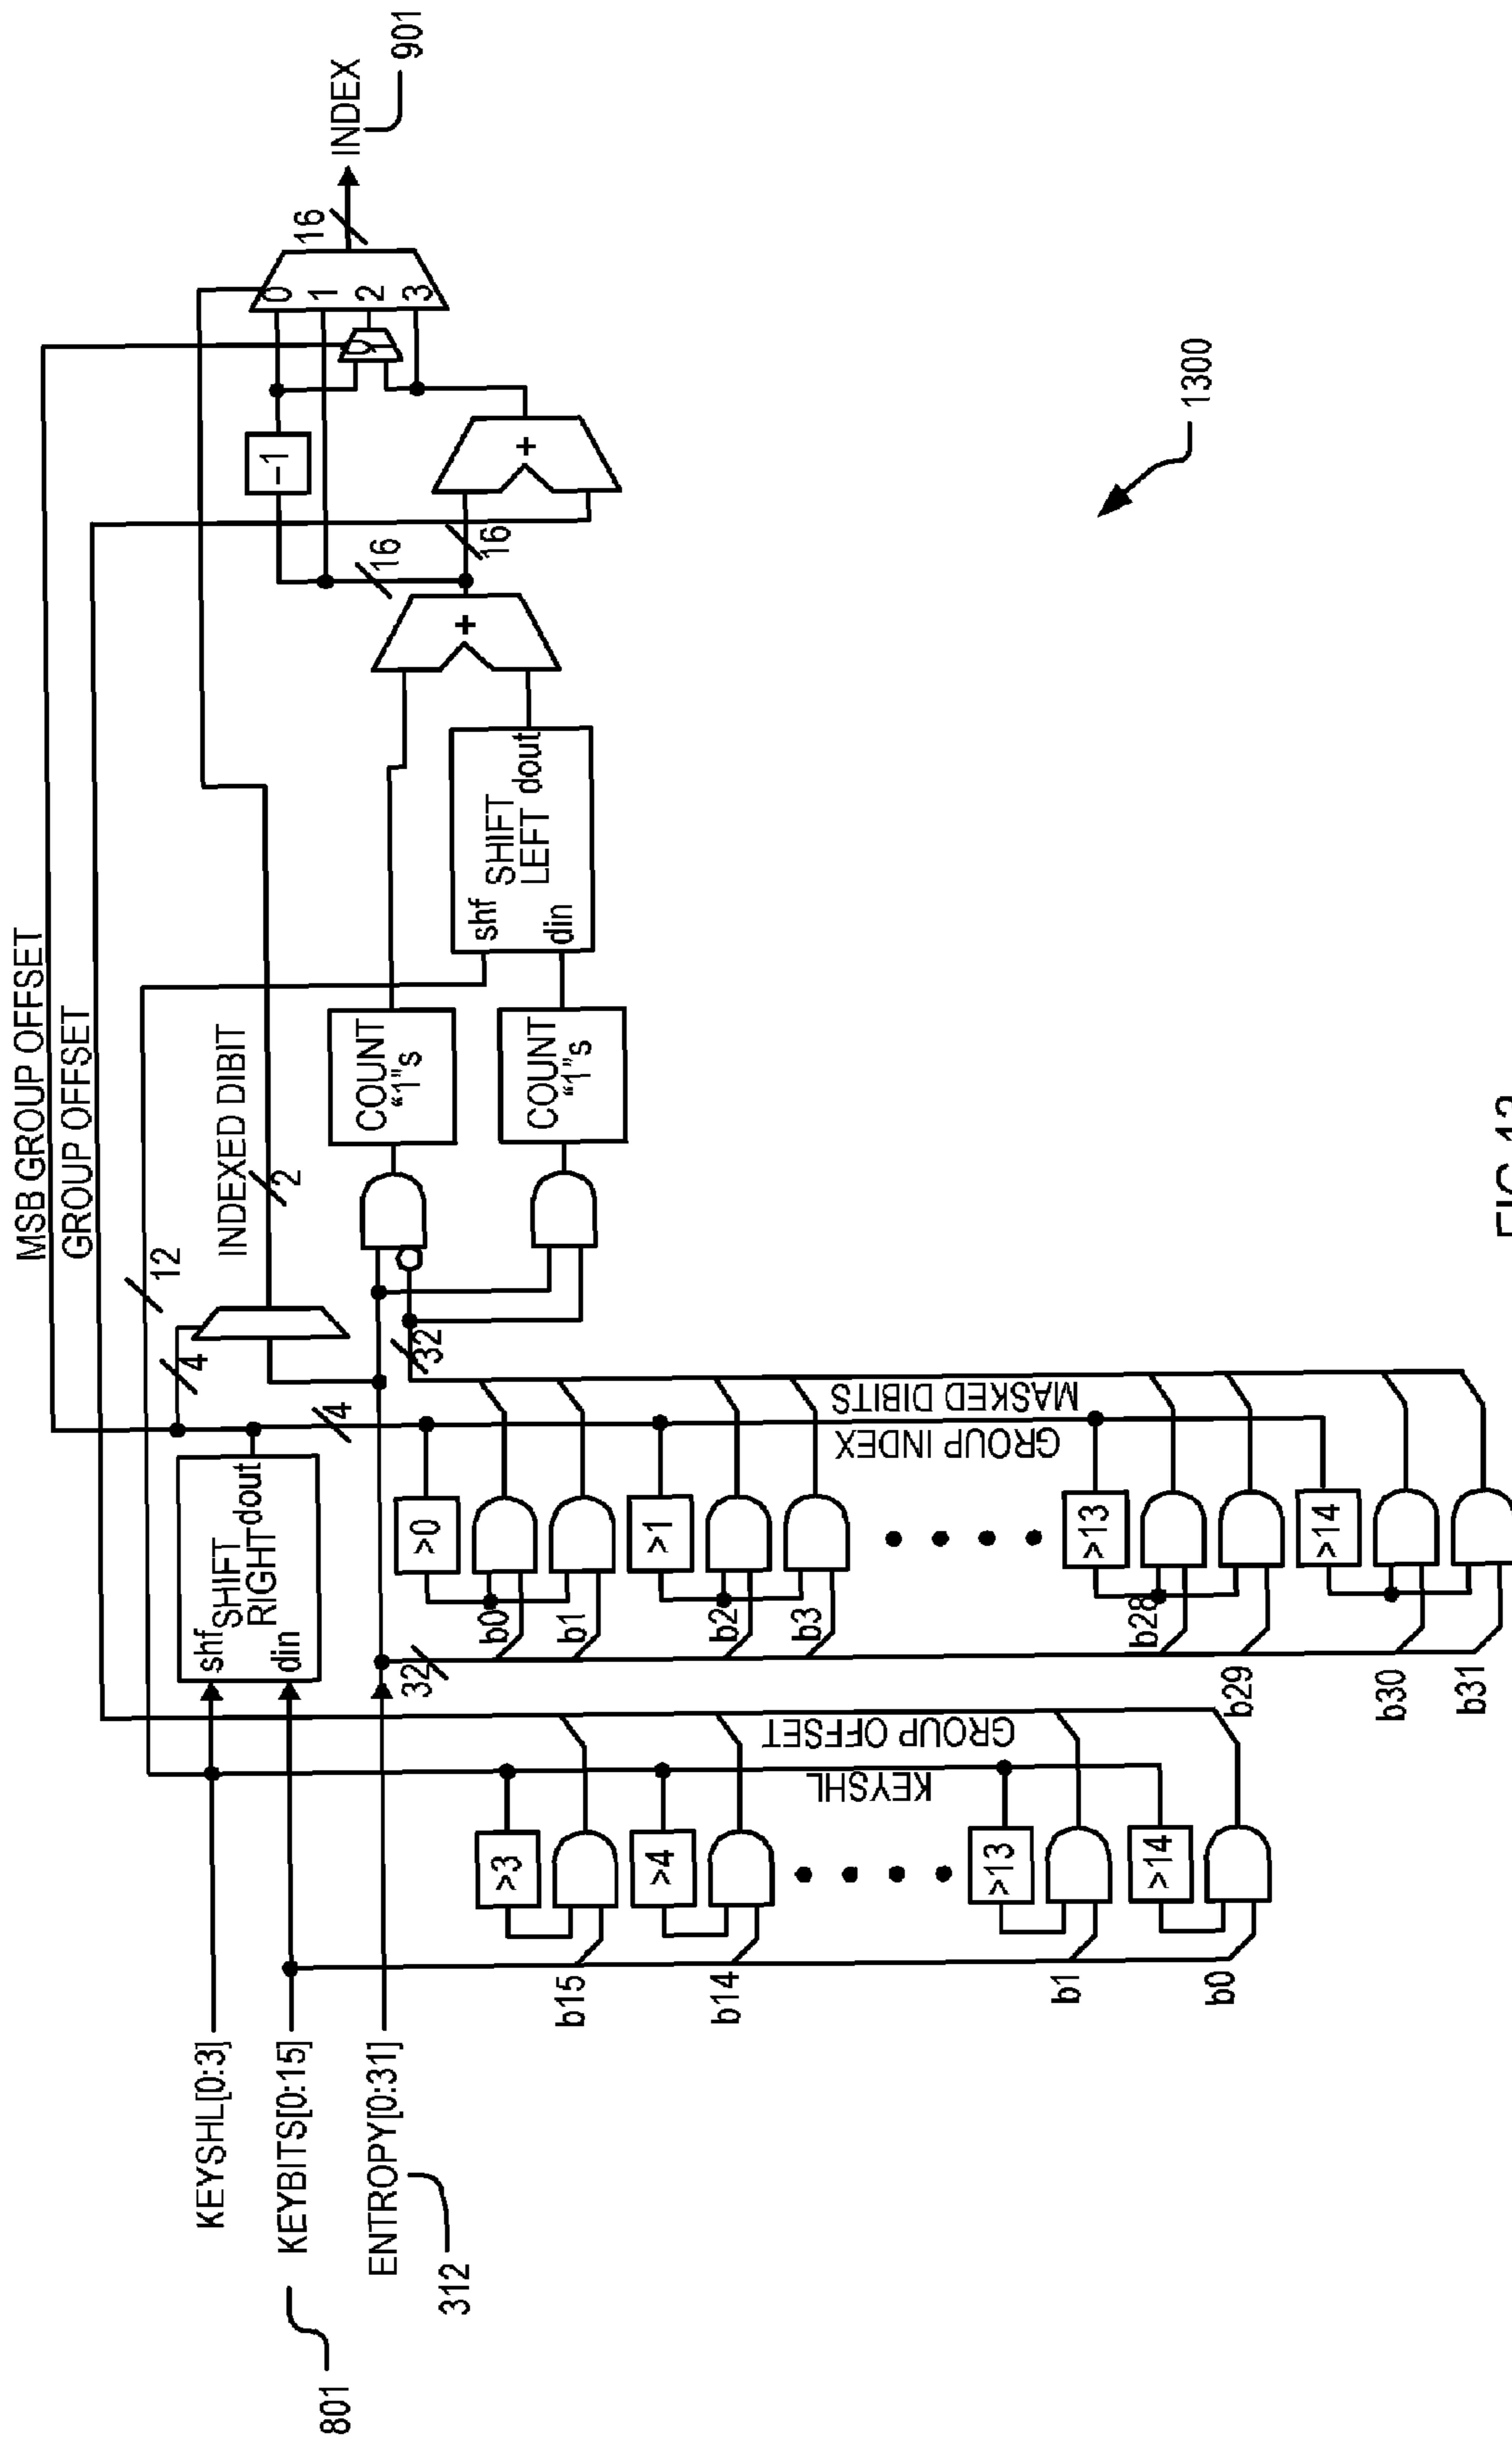 KEYSHL[0:3]
KEYBITS[0:15]
801
ENTROPY[0:31]
312
MSB GROUP OFFSET
GROUP OFFSET
12
INDEXED DIBIT
2
4
shf
SHIFT
RIGHT
din
dout
4
32
32
COUNT
"1"s
COUNT
"1"s
shf
SHIFT
LEFT
din
dout
+
16
16
+
-1
0
1
2
3
0
16
INDEX
901
GROUP OFFSET
KEYSHL
>3
b15
>4
b14
>13
b1
>14
b0
MASKED DIBITS
GROUP INDEX
>0
b0
b1
>1
b2
b3
>13
b28
b29
>14
b30
b31
1300